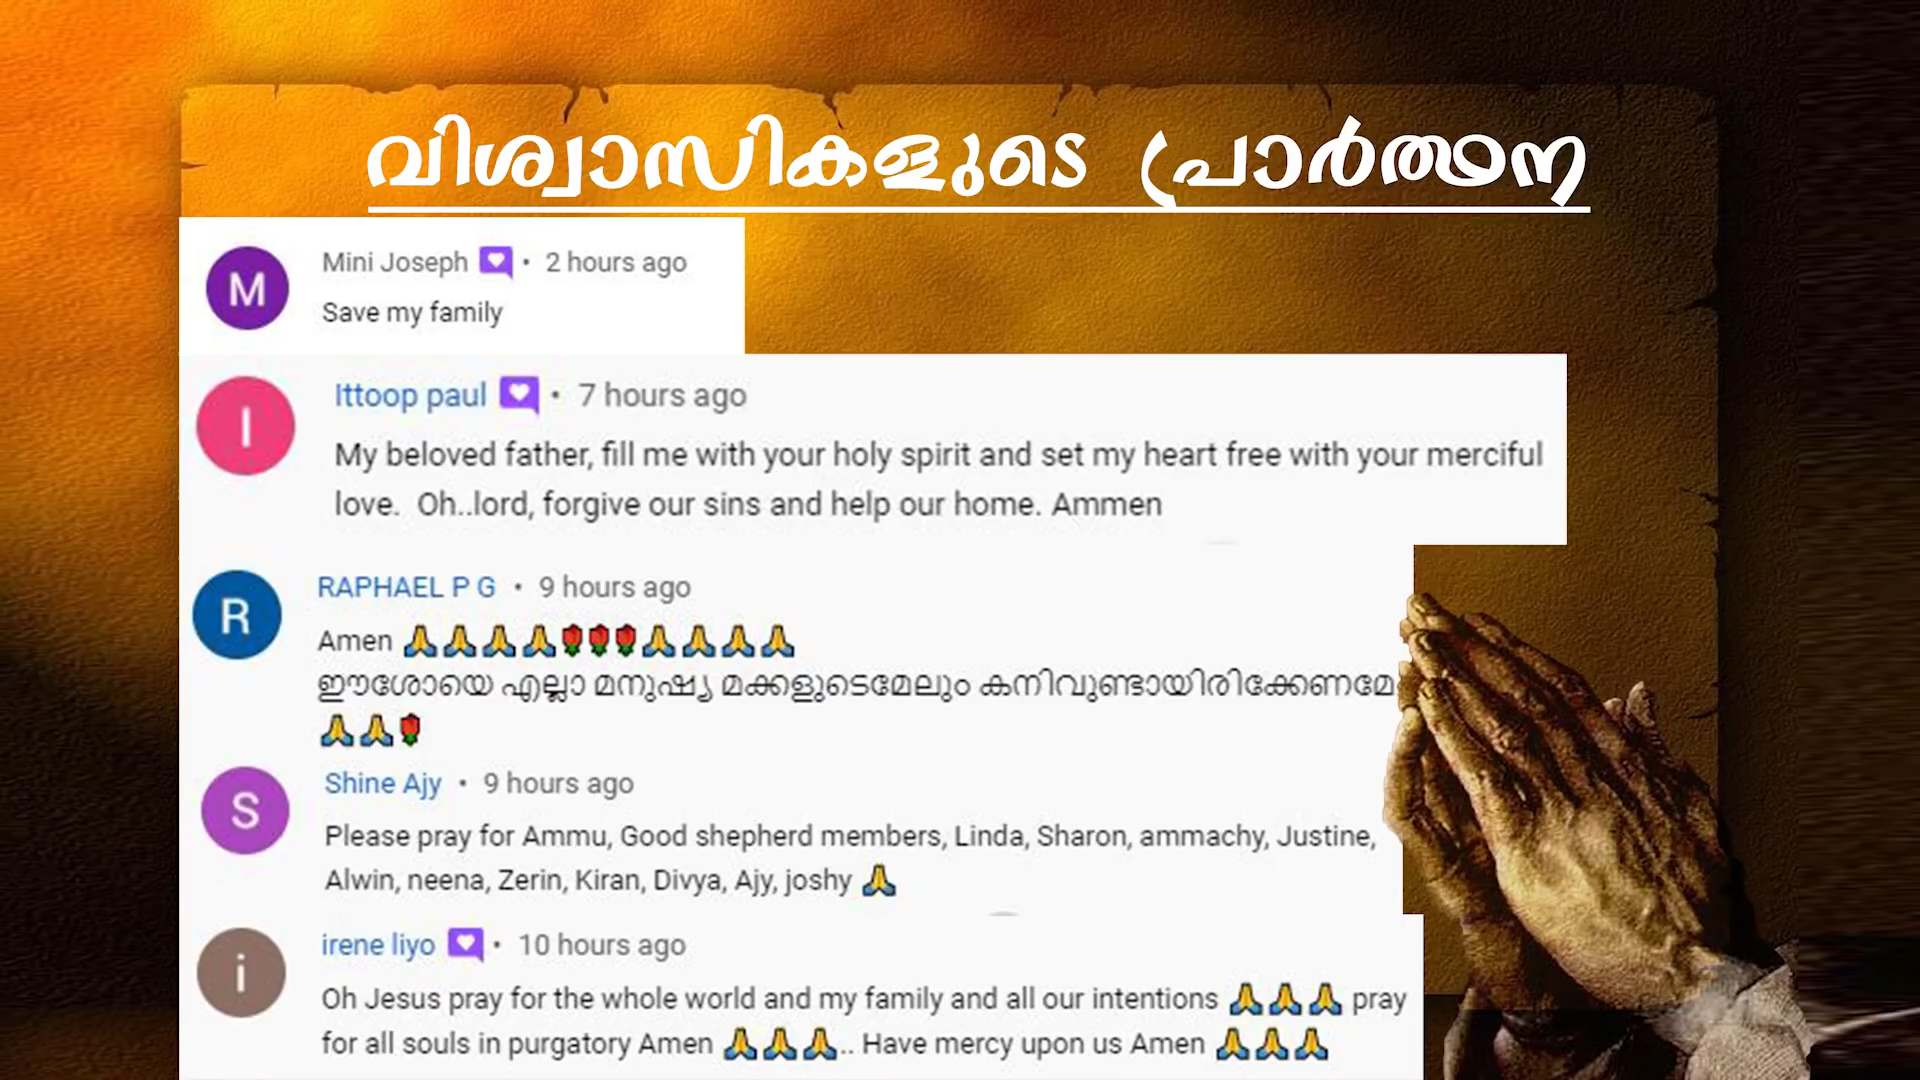 വിശ്വാസികളുടെ പ്രാർത്ഥന
M
Mini Joseph • 2 hours ago
Save my family
I
Ittoop paul • 7 hours ago
My beloved father, fill me with your holy spirit and set my heart free with your merciful
love. Oh..lord, forgive our sins and help our home. Ammen
R
RAPHAEL P G • 9 hours ago
Amen 🙏🙏🙏🙏🌹🌹🌹🙏🙏🙏🙏
ഈശോയെ എല്ലാ മനുഷ്യ മക്കളുടെമേലും കനിവുണ്ടായിരിക്കേണമേ
🙏🙏🌹
S
Shine Ajy • 9 hours ago
Please pray for Ammu, Good shepherd members, Linda, Sharon, ammachy, Justine,
Alwin, neena, Zerin, Kiran, Divya, Ajy, joshy 🙏
i
irene liyo • 10 hours ago
Oh Jesus pray for the whole world and my family and all our intentions 🙏🙏🙏 pray
for all souls in purgatory Amen 🙏🙏🙏.. Have mercy upon us Amen 🙏🙏🙏